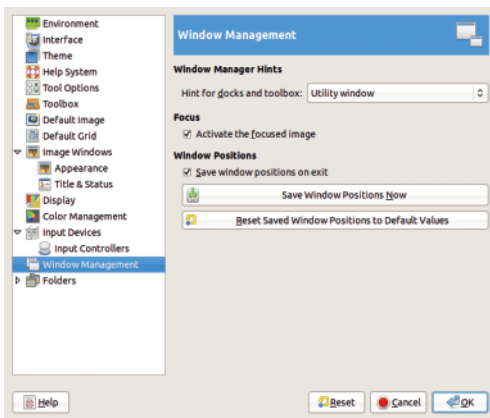 Environment
Interface
Theme
Help System
Tool Options
Toolbox
Default Image
Default Grid
Image Windows
Appearance
Title & Status
Display
Color Management
Input Devices
Input Controllers
Window Management
Folders
Window Management
Window Manager Hints
Hint for docks and toolbox: Utility window
Focus
Activate the focused image
Window Positions
Save window positions on exit
Save Window Positions Now
Reset Saved Window Positions to Default Values
Help Reset Cancel OK